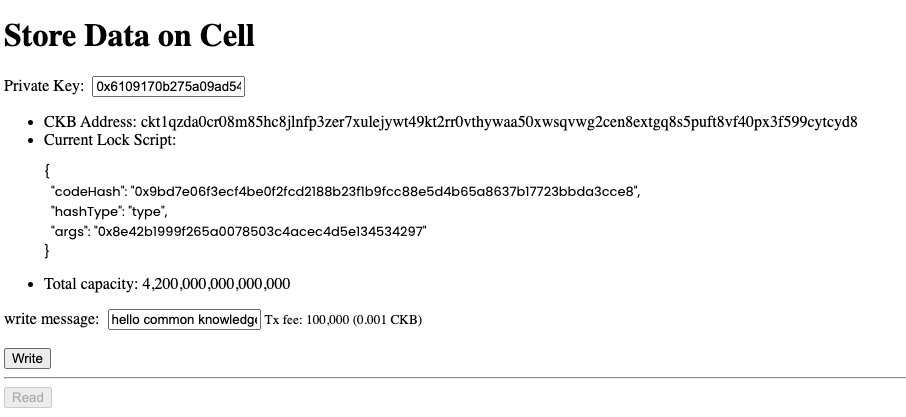 Store Data on Cell
Private Key: 0x6109170b275a09ad54
CKB Address: ckt1qzda0cr08m85hc8jlnfp3zer7xulejywt49kt2rr0vthywaa50xwsqvwg2cen8extgq8s5puft8vf40px3f599cytcyd8
Current Lock Script:
{
"codeHash": "0x9bd7e06f3ecf4be0f2fcd2188b23f1b9fcc88e5d4b65a8637b17723bbda3cce8",
"hashType": "type",
"args": "0x8e42b1999f265a0078503c4acec4d5e134534297"
}
Total capacity: 4,200,000,000,000,000
write message: hello common knowledge Tx fee: 100,000 (0.001 CKB)
Write
Read